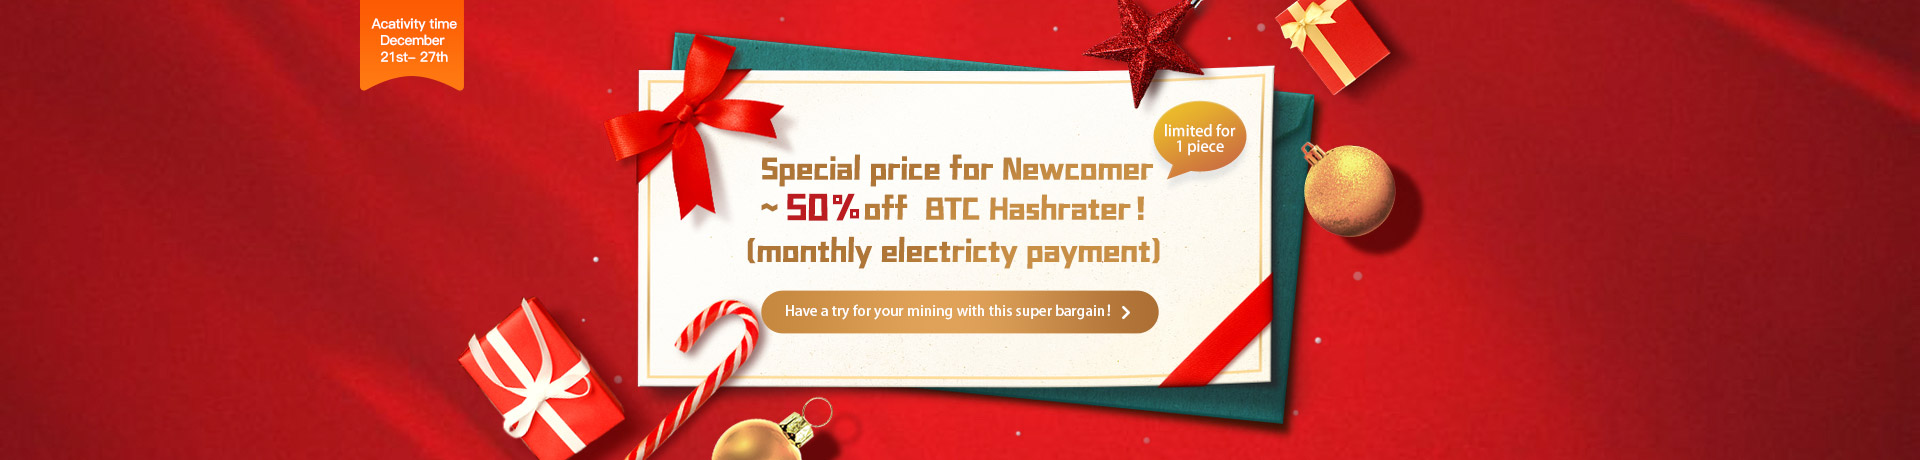 Acativity time
December
21st– 27th
limited for
1 piece
Special price for Newcomer
~ 50%off BTC Hashrater!
(monthly electricty payment)
Have a try for your mining with this super bargain!